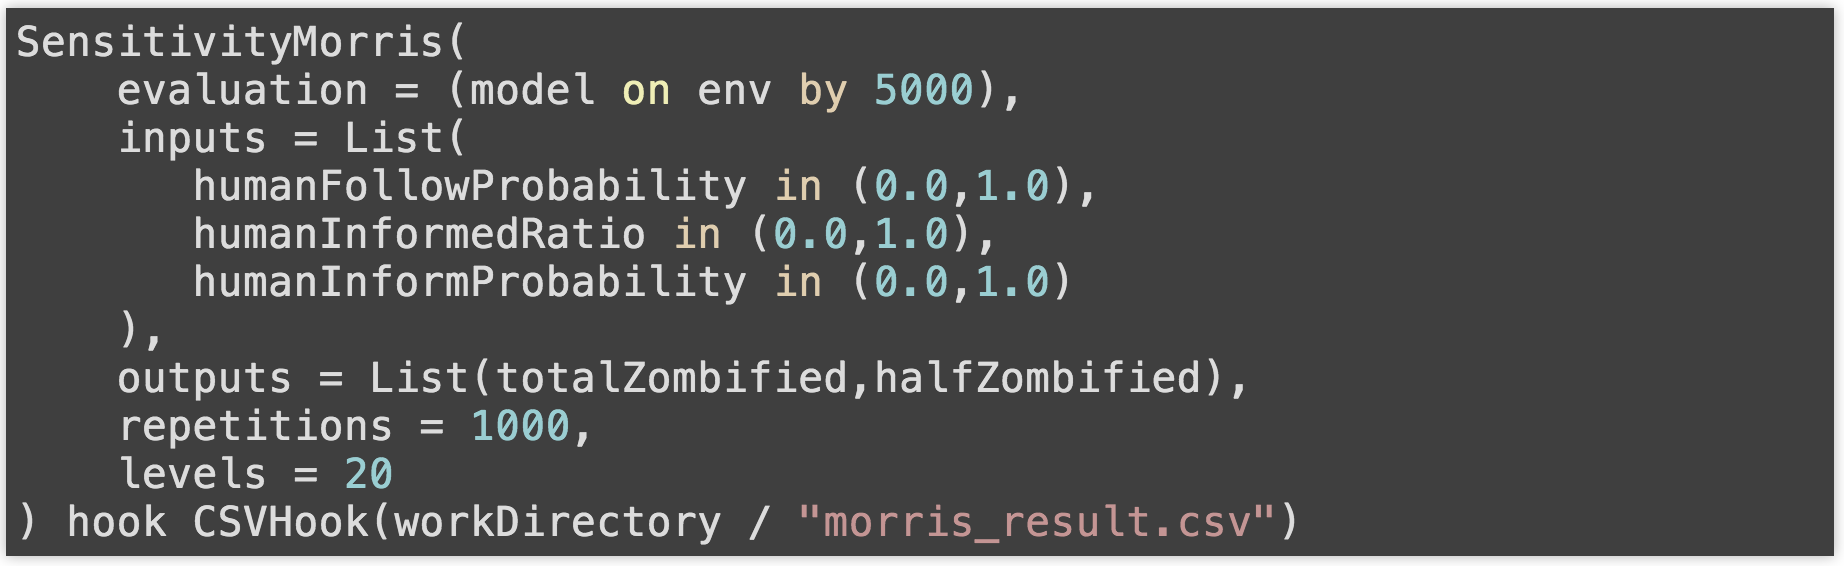 SensitivityMorris(
    evaluation = (model on env by 5000),
    inputs = List(
       humanFollowProbability in (0.0,1.0),
       humanInformedRatio in (0.0,1.0),
       humanInformProbability in (0.0,1.0)
    ),
    outputs = List(totalZombified,halfZombified),
    repetitions = 1000,
    levels = 20
) hook CSVHook(workDirectory / "morris_result.csv")